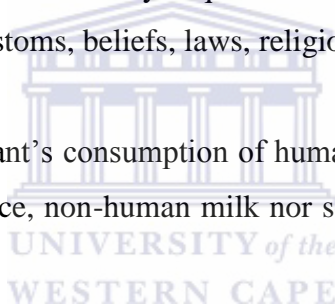 stoms, beliefs, laws, religio
ant’s consumption of huma
ce, non-human milk nor s
UNIVERSITY of the
WESTERN CAPE